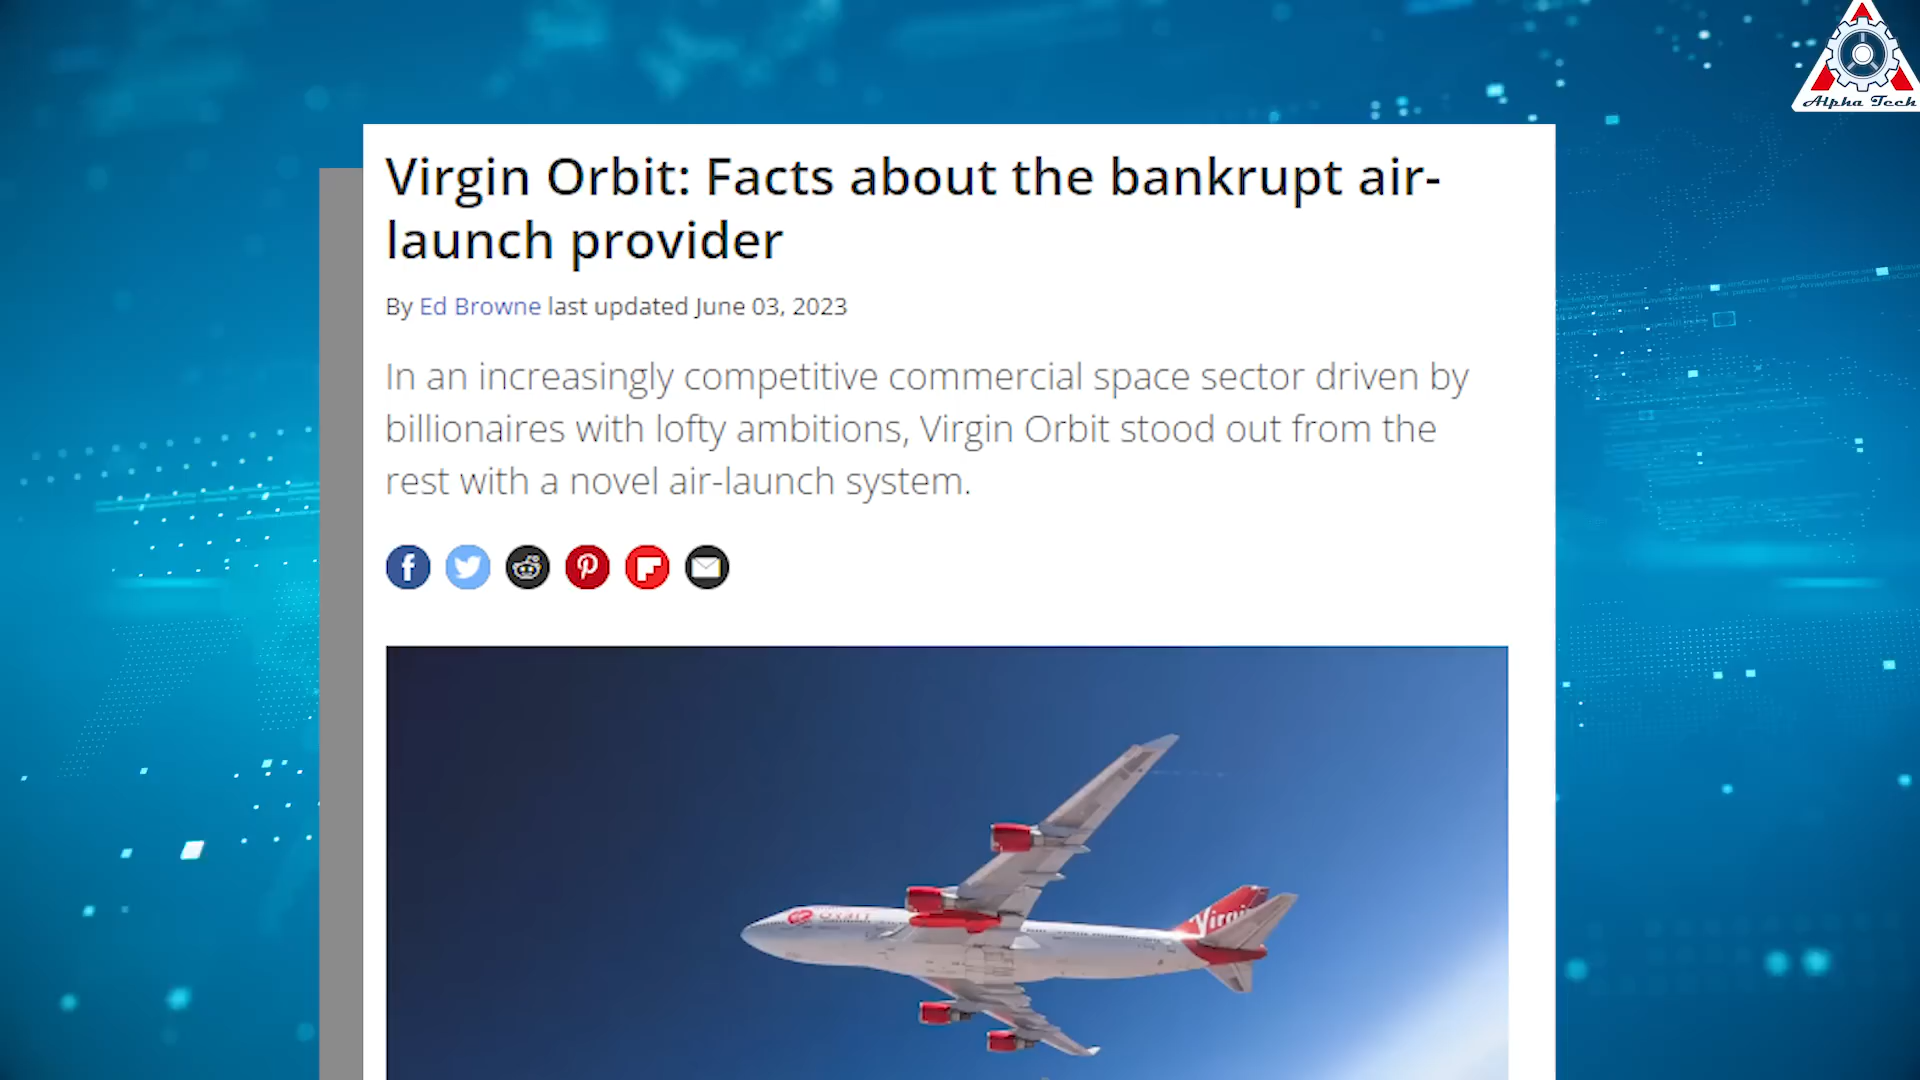 Alpha Tech
Virgin Orbit: Facts about the bankrupt air-
launch provider
By Ed Browne last updated June 03, 2023
In an increasingly competitive commercial space sector driven by
billionaires with lofty ambitions, Virgin Orbit stood out from the
rest with a novel air-launch system.
ORBIT
Virgin